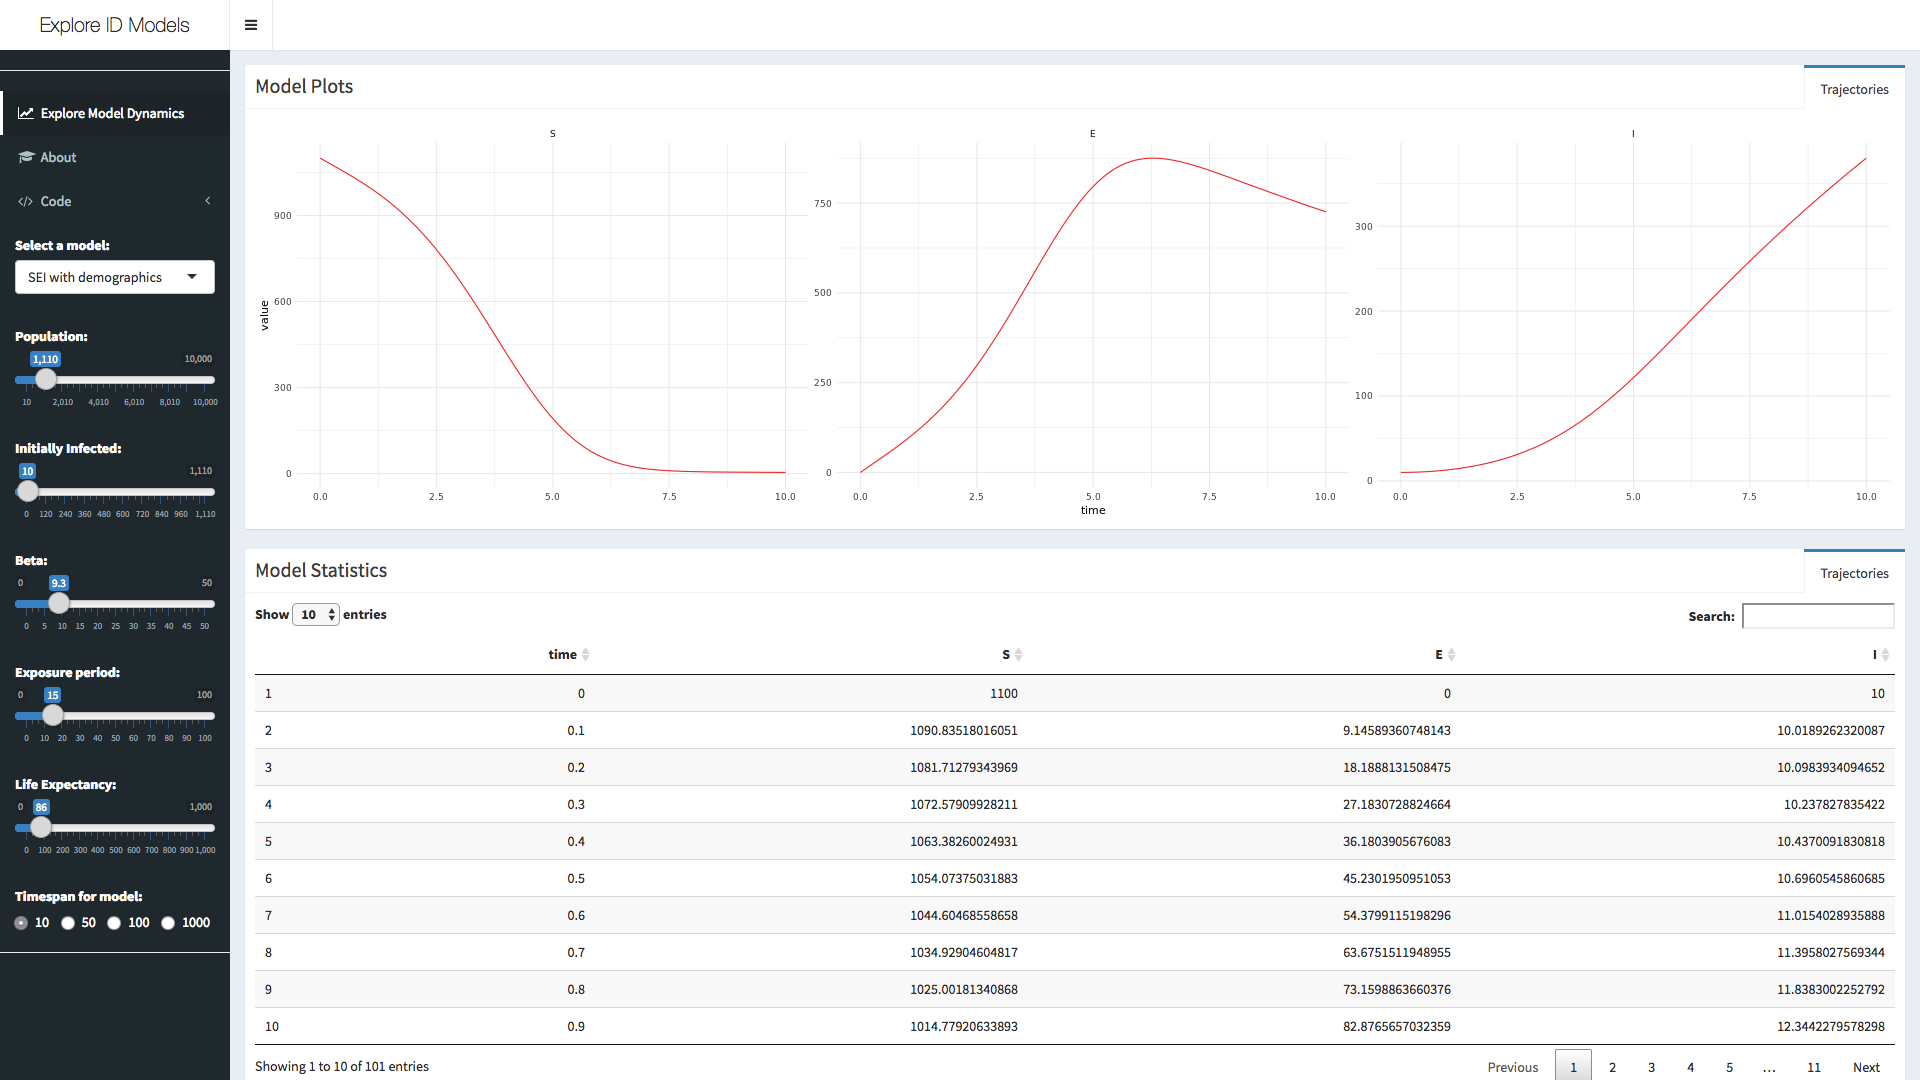 Explore ID Models
Explore Model Dynamics
About
Code
Select a model:
SEI with demographics
Population:
1,110 10,000
10 2,010 4,010 6,010 8,010 10,000
Initially Infected:
10 1,110
0 120 240 360 480 600 720 840 960 1,110
Beta:
0 9.3 50
0 5 10 15 20 25 30 35 40 45 50
Exposure period:
0 15 100
0 10 20 30 40 50 60 70 80 90 100
Life Expectancy:
0 86 1,000
0 100 200 300 400 500 600 700 800 900 1,000
Timespan for model:
10 50 100 1000
Model Plots
Trajectories
S
900
600
300
0
0.0 2.5 5.0 7.5 10.0
value
E
750
500
250
0
0.0 2.5 5.0 7.5 10.0
time
I
300
200
100
0
0.0 2.5 5.0 7.5 10.0
Model Statistics
Trajectories
Show 10 entries
Search:
time S E I
1 0 1100 0 10
2 0.1 1090.83518016051 9.14589360748143 10.0189262320087
3 0.2 1081.71279343969 18.1888131508475 10.0983934094652
4 0.3 1072.57909928211 27.1830728824664 10.237827835422
5 0.4 1063.38260024931 36.1803905676083 10.4370091830818
6 0.5 1054.07375031883 45.2301950951053 10.6960545860685
7 0.6 1044.60468558658 54.3799115198296 11.0154028935888
8 0.7 1034.92904604817 63.6751511948955 11.3958027569344
9 0.8 1025.00181340868 73.1598863660376 11.8383002252792
10 0.9 1014.77920633893 82.8765657032359 12.3442279578298
Showing 1 to 10 of 101 entries
Previous 1 2 3 4 5 … 11 Next